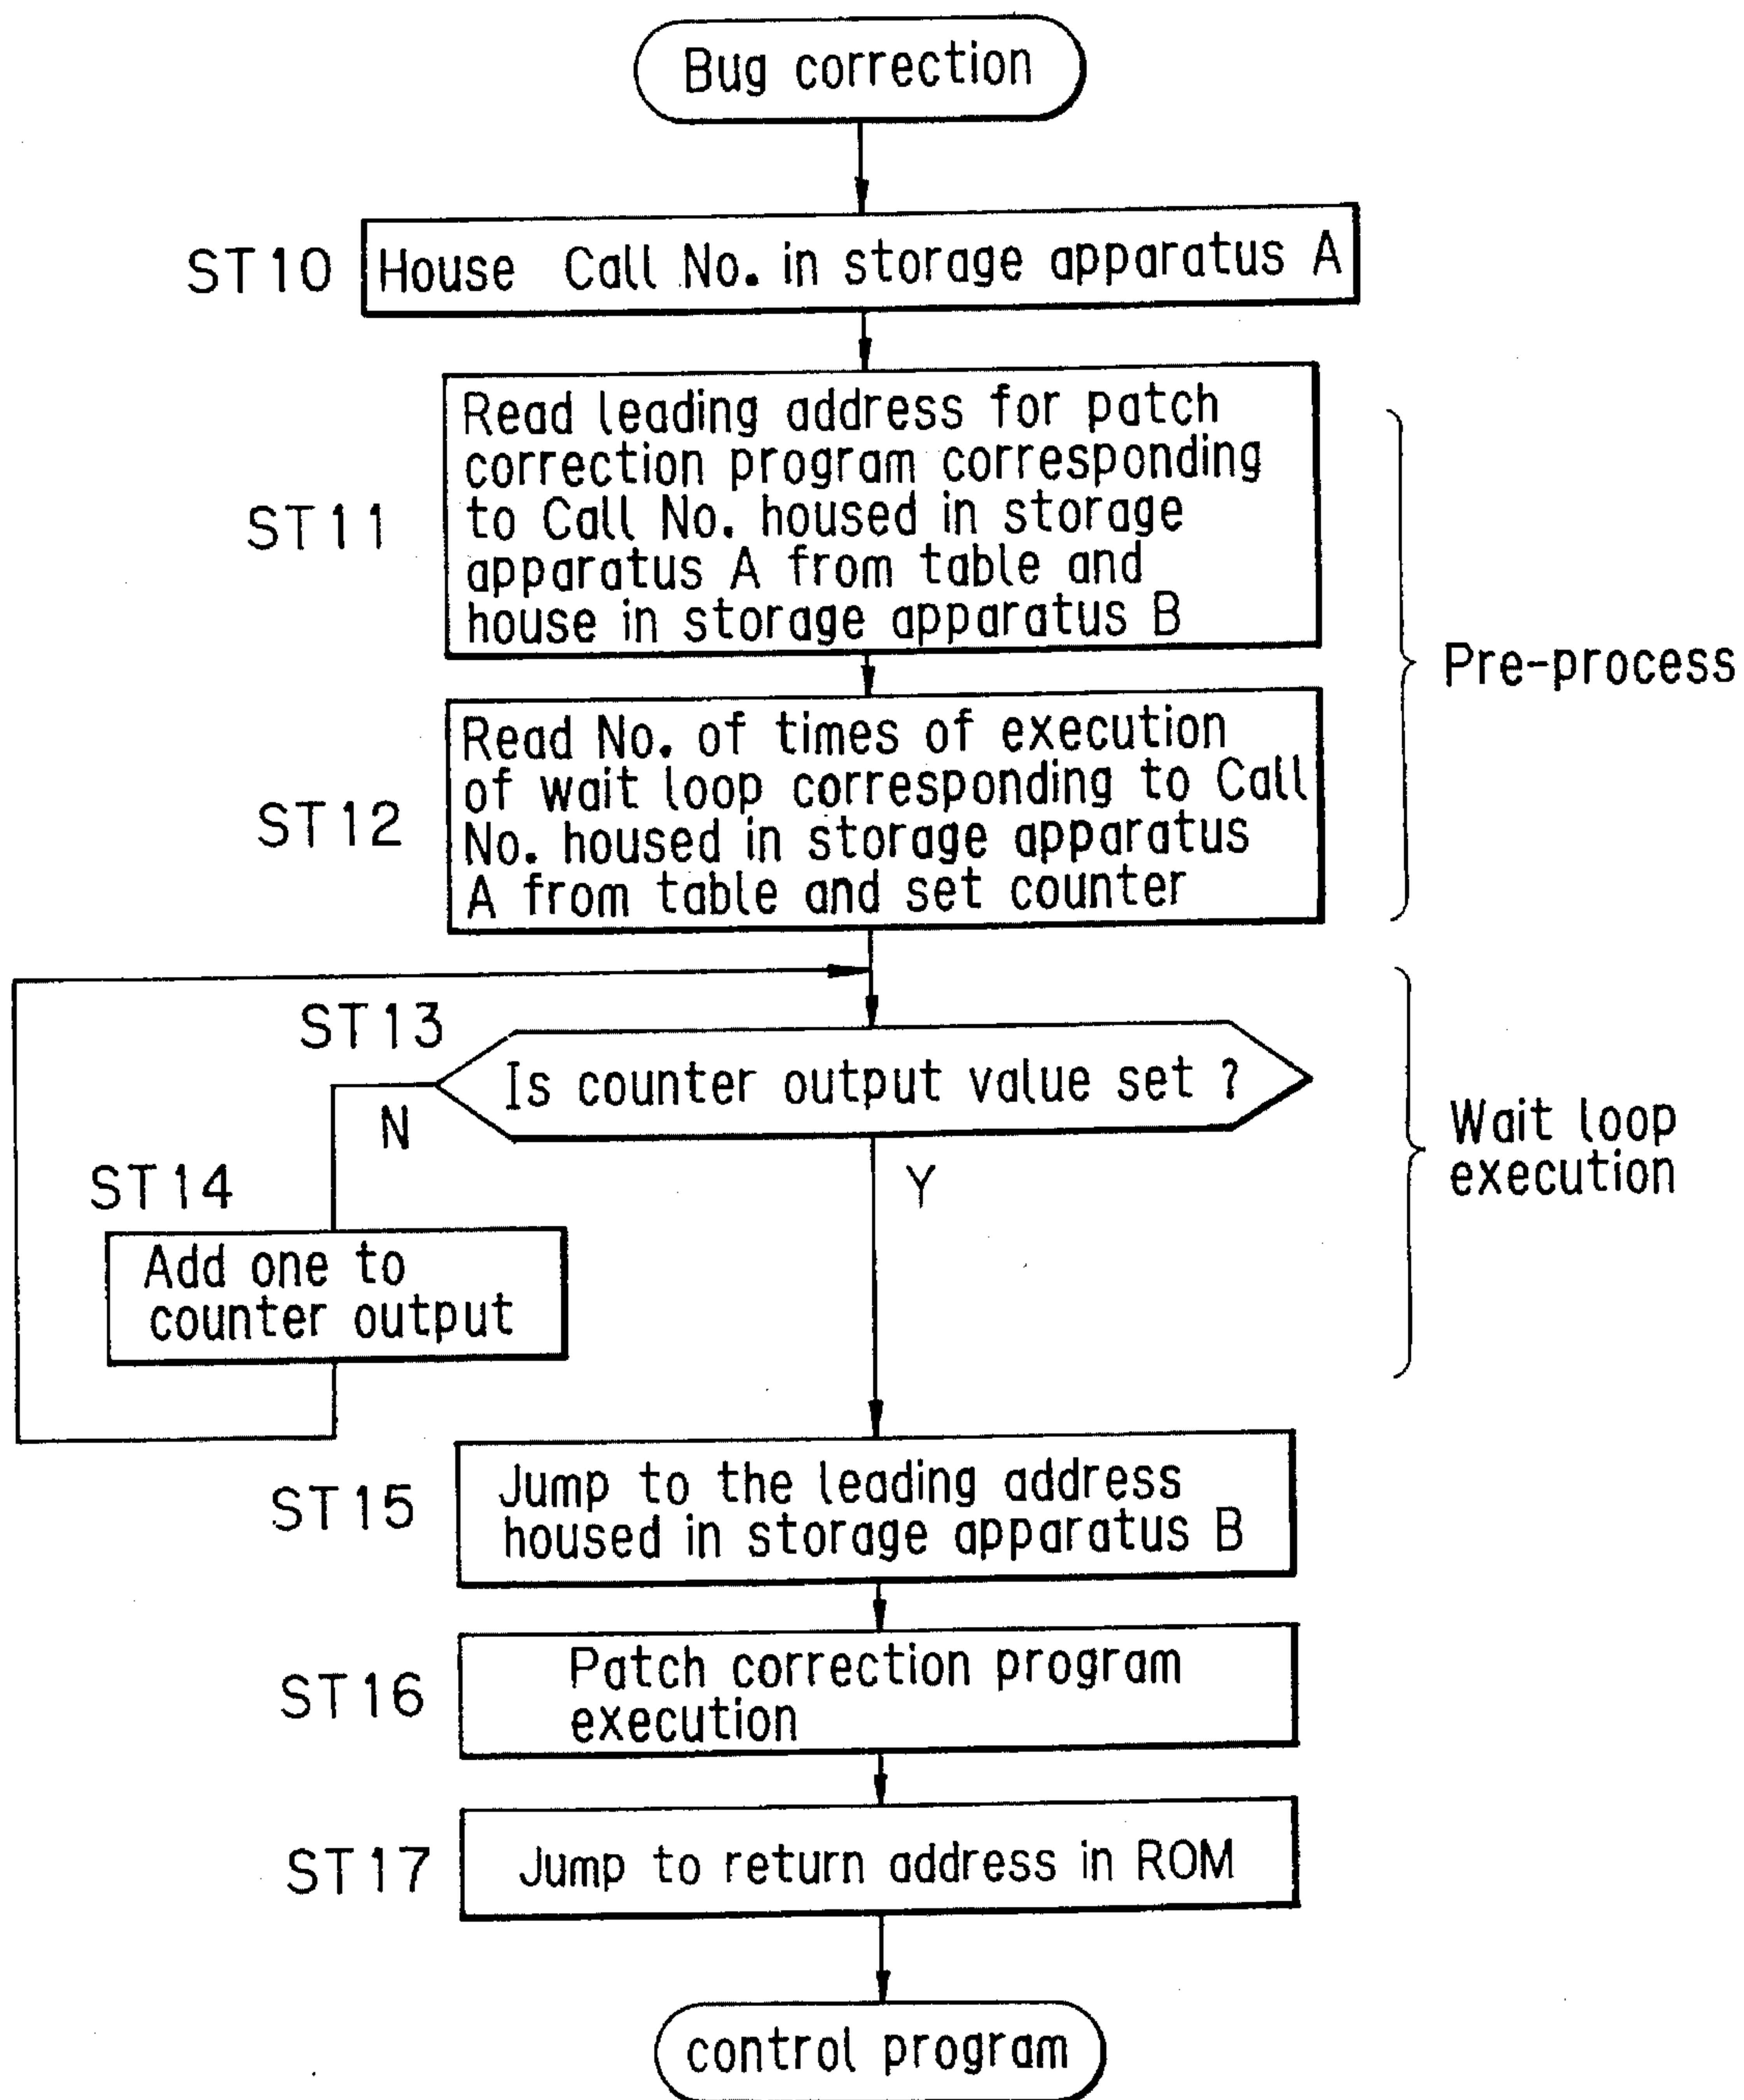 Bug correction
ST10
House Call No. in storage apparatus A
ST11
Read leading address for patch
correction program corresponding
to Call No. housed in storage
apparatus A from table and
house in storage apparatus B
Pre-process
ST12
Read No. of times of execution
of wait loop corresponding to Call
No. housed in storage apparatus
A from table and set counter
ST13
Is counter output value set ?
N
Y
Wait loop
execution
ST14
Add one to
counter output
ST15
Jump to the leading address
housed in storage apparatus B
ST16
Patch correction program
execution
ST17
Jump to return address in ROM
control program